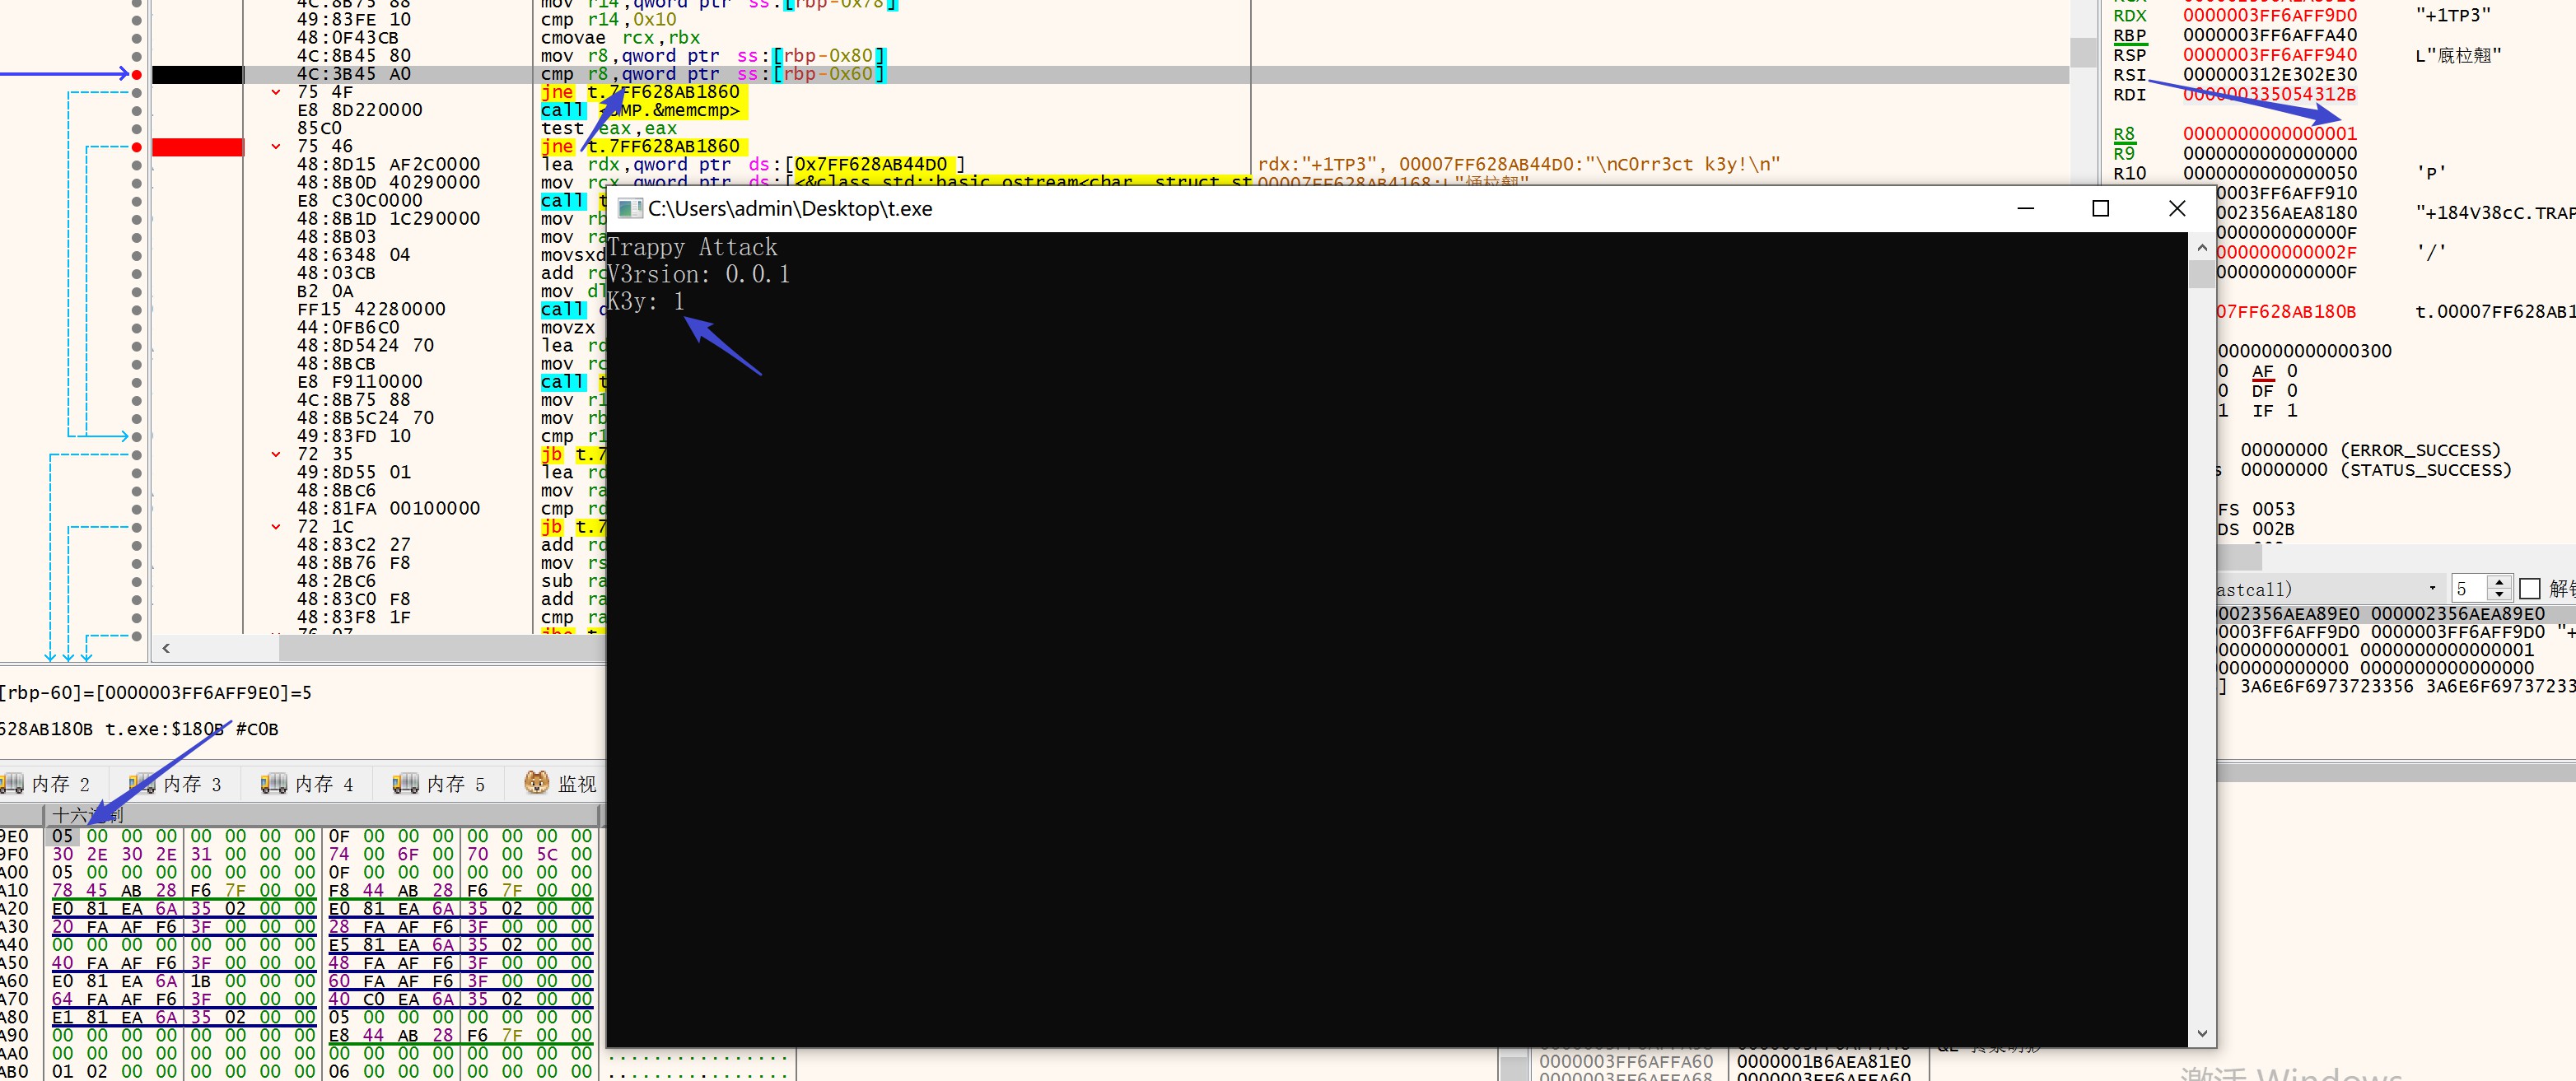 4C:8B75 88 mov r14,qword ptr ss:[rbp-0x78]
49:83FE 10 cmp r14,0x10
48:0F43CB cmovae rcx,rbx
4C:8B45 80 mov r8,qword ptr ss:[rbp-0x80]
4C:3B45 A0 cmp r8,qword ptr ss:[rbp-0x60]
75 4F jne t.7FF628AB1860
E8 8D220000 call <JMP.&memcmp>
85C0 test eax,eax
75 46 jne t.7FF628AB1860
48:8D15 AF2C0000 lea rdx,qword ptr ds:[0x7FF628AB44D0] rdx:"+1TP3", 00007FF628AB44D0:"\nC0rr3ct k3y!\n"
48:8B0D 40290000 mov rcx,qword ptr ds:[<&class std::basic_ostream<char, struct st
E8 C30C0000 call t
48:8B1D 1C290000 mov rb
48:8B03 mov ra
48:6348 04 movsxd
48:03CB add rc
B2 0A mov dl
FF15 42280000 call
44:0FB6C0 movzx
48:8D5424 70 lea rd
48:8BCB mov rc
E8 F9110000 call t
4C:8B75 88 mov r1
48:8B5C24 70 mov rb
49:83FD 10 cmp r1
72 35 jb t.7
49:8D55 01 lea rd
48:8BC6 mov ra
48:81FA 00100000 cmp rd
72 1C jb t.7
48:83C2 27 add rd
48:8B76 F8 mov rs
48:2BC6 sub ra
48:83C0 F8 add ra
48:83F8 1F cmp ra
RDX 0000003FF6AFF9D0 "+1TP3"
RBP 0000003FF6AFFA40
RSP 0000003FF6AFF940
RSI 000000312E302E30
RDI 000000335054312B
R8 0000000000000001
R9 0000000000000000
R10 0000000000000050 'P'
0003FF6AFF910
002356AEA8180 "+184V38cC.TRAP
000000000000F
000000000002F '/'
000000000000F
07FF628AB180B t.00007FF628AB1
0000000000000300
0 AF 0
0 DF 0
1 IF 1
00000000 (ERROR_SUCCESS)
00000000 (STATUS_SUCCESS)
FS 0053
DS 002B
astcall) 5
002356AEA89E0 000002356AEA89E0
0003FF6AFF9D0 0000003FF6AFF9D0 "+
0000000000001 0000000000000001
0000000000000 0000000000000000
] 3A6E6F6973723356 3A6E6F697372335
C:\Users\admin\Desktop\t.exe
Trappy Attack
V3rsion: 0.0.1
K3y: 1
[rbp-60]=[0000003FF6AFF9E0]=5
628AB180B t.exe:$180B #C0B
内存 2 内存 3 内存 4 内存 5 监视
十六进制
9E0 05 00 00 00 00 00 00 00 0F 00 00 00 00 00 00 00
9F0 30 2E 30 2E 31 00 00 00 74 00 6F 00 70 00 5C 00
A00 05 00 00 00 00 00 00 00 0F 00 00 00 00 00 00 00
A10 78 45 AB 28 F6 7F 00 00 F8 44 AB 28 F6 7F 00 00
A20 E0 81 EA 6A 35 02 00 00 E0 81 EA 6A 35 02 00 00
A30 20 FA AF F6 3F 00 00 00 28 FA AF F6 3F 00 00 00
A40 00 00 00 00 00 00 00 00 E5 81 EA 6A 35 02 00 00
A50 40 FA AF F6 3F 00 00 00 48 FA AF F6 3F 00 00 00
A60 E0 81 EA 6A 1B 00 00 00 60 FA AF F6 3F 00 00 00
A70 64 FA AF F6 3F 00 00 00 40 C0 EA 6A 35 02 00 00
A80 E1 81 EA 6A 35 02 00 00 05 00 00 00 00 00 00 00
A90 00 00 00 00 00 00 00 00 E8 44 AB 28 F6 7F 00 00
AA0 00 00 00 00 00 00 00 00 00 00 00 00 00 00 00 00
AB0 01 02 00 00 00 00 00 00 06 00 00 00 00 00 00 00
0000003FF6AFFA60 0000001B6AEA81E0
0000003FF6AFFA68 0000003FF6AFFA60
激活 Windows